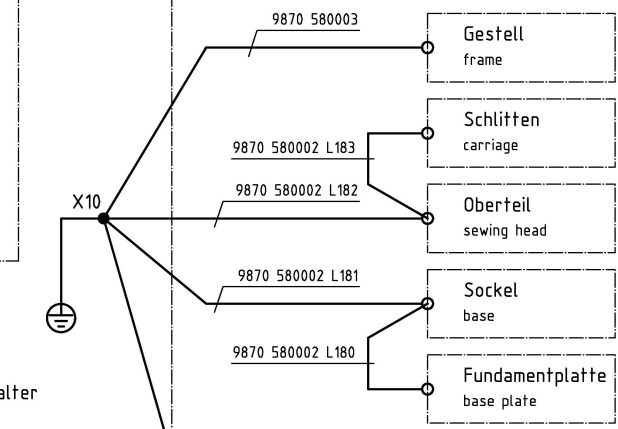 9870 580003
Gestell
frame
Schlitten
carriage
9870 580002 L183
9870 580002 L182
X10
Oberteil
sewing head
9870 580002 L181
Sockel
base
9870 580002 L180
Fundamentplatte
base plate
alter